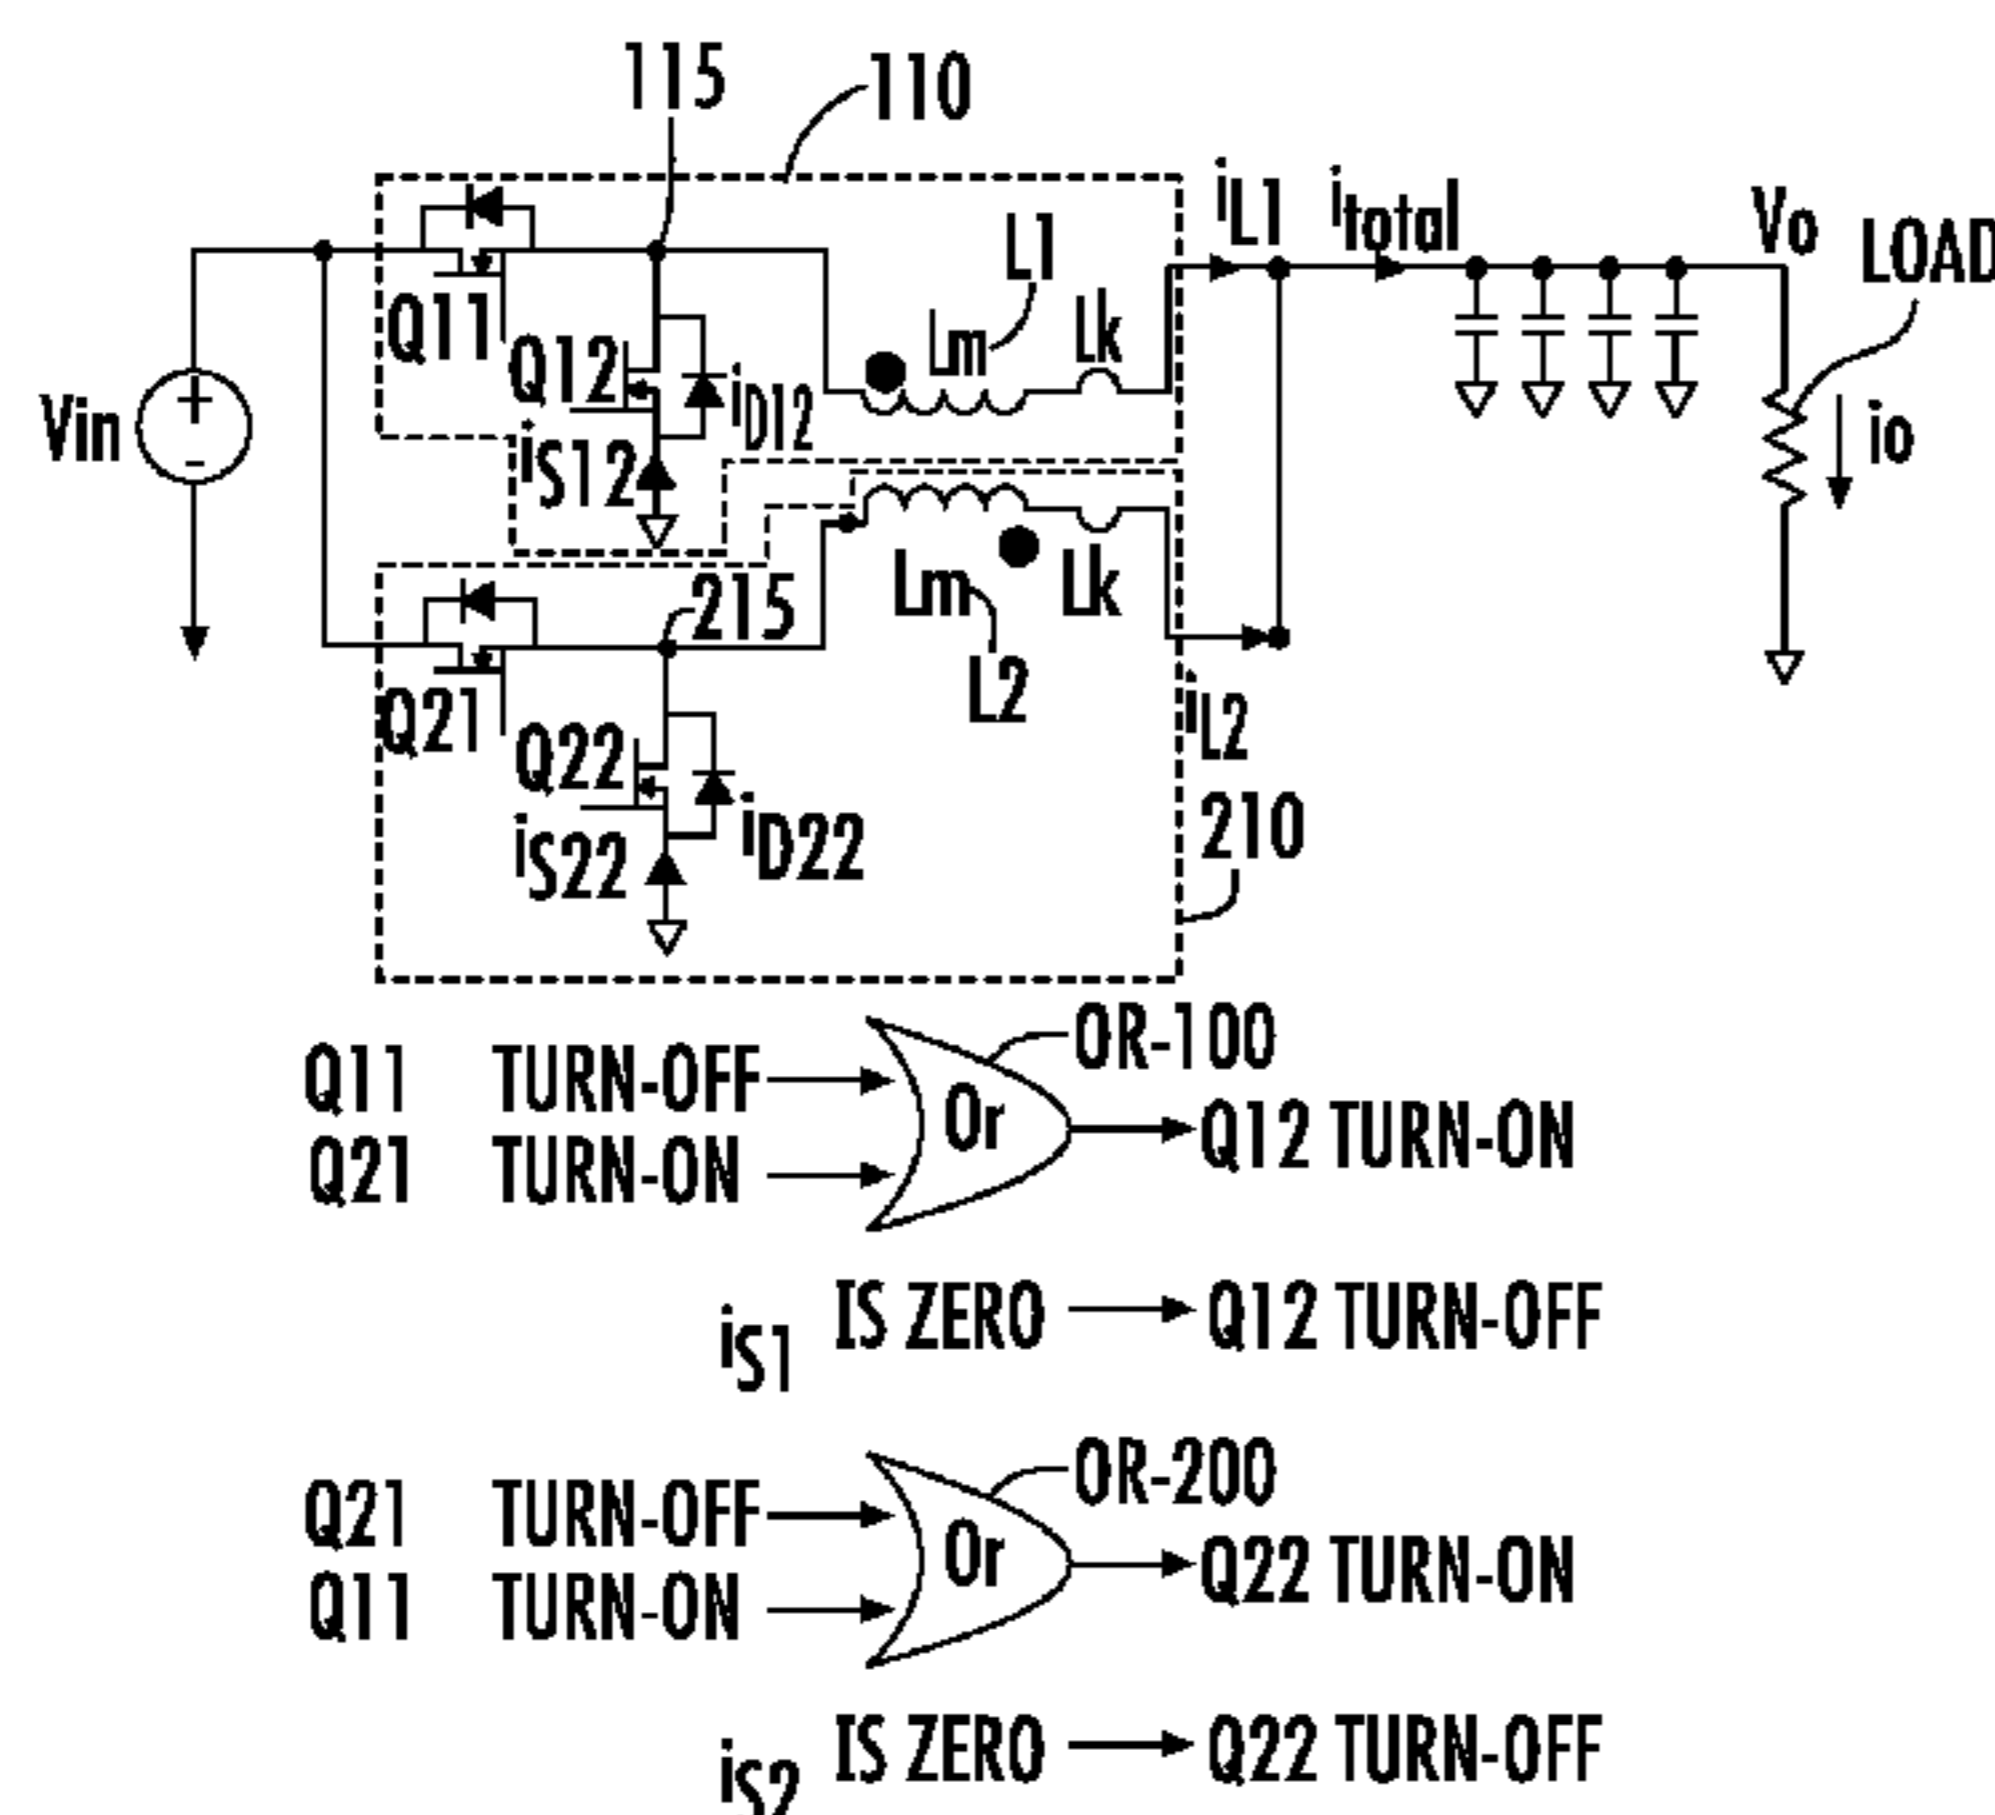 115
110
iL1
itotal
Vo
LOAD
L1
Lm
Lk
Q11
Q12
iD12
iS12
Vin
+
-
io
215
Lm
Lk
L2
Q21
Q22
iS22
iD22
iL2
210
OR-100
Q11 TURN-OFF
Q21 TURN-ON
Or
Q12 TURN-ON
iS1 IS ZERO
Q12 TURN-OFF
OR-200
Q21 TURN-OFF
Q11 TURN-ON
Or
Q22 TURN-ON
iS2 IS ZERO
Q22 TURN-OFF